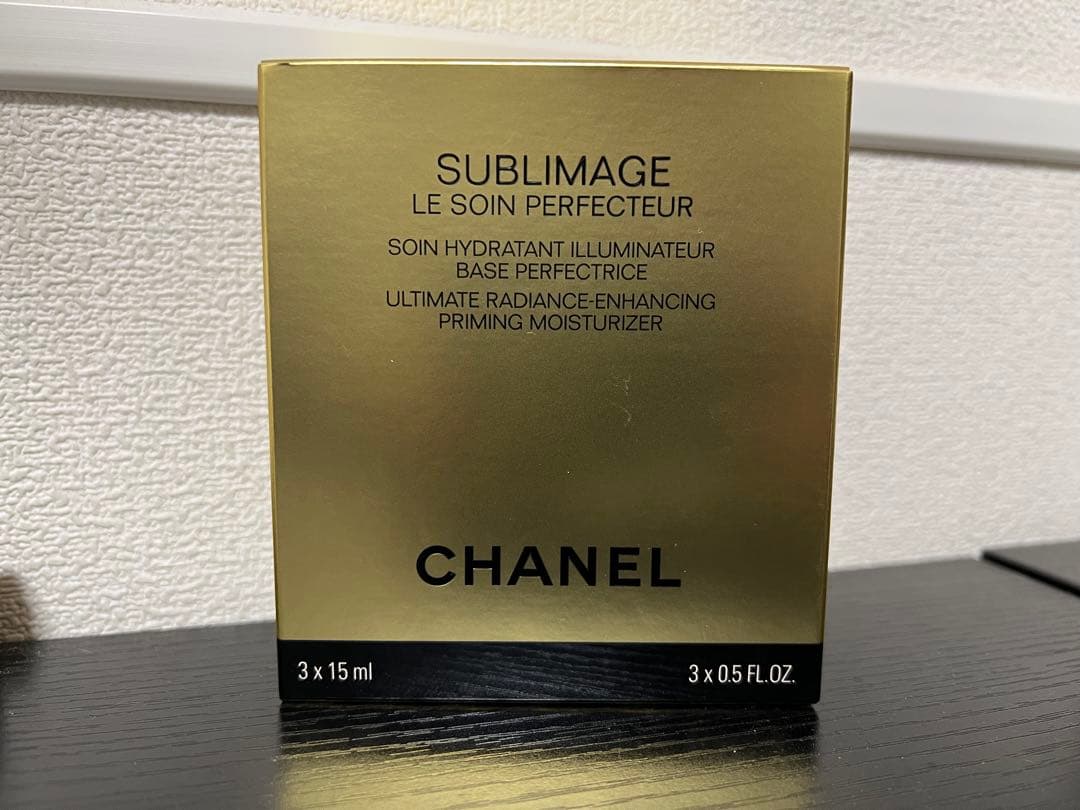 SUBLIMAGE
LE SOIN PERFECTEUR
SOIN HYDRATANT ILLUMINATEUR
BASE PERFECTRICE
ULTIMATE RADIANCE-ENHANCING
PRIMING MOISTURIZER
CHANEL
3 x 15 ml
3 x 0.5 FL.OZ.